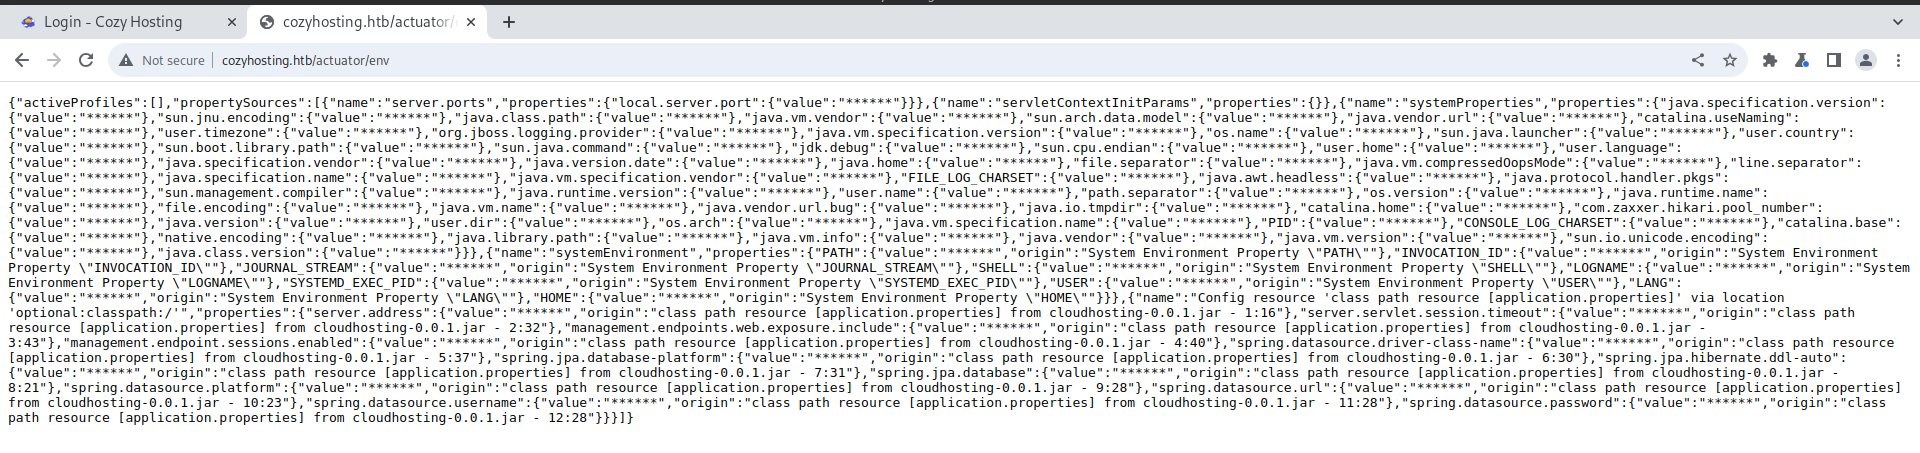 Login - Cozy Hosting
cozyhosting.htb/actuator/
Not secure
cozyhosting.htb/actuator/env
{"activeProfiles":[],"propertySources":[{"name":"server.ports","properties":{"local.server.port":{"value":"******"}}},{"name":"servletContextInitParams","properties":{}},{"name":"systemProperties","properties":{"java.specification.version":
{"value":"******"},"sun.jnu.encoding":{"value":"******"},"java.class.path":{"value":"******"},"java.vm.vendor":{"value":"******"},"sun.arch.data.model":{"value":"******"},"java.vendor.url":{"value":"******"},"catalina.useNaming":
{"value":"******"},"user.timezone":{"value":"******"},"org.jboss.logging.provider":{"value":"******"},"java.vm.specification.version":{"value":"******"},"os.name":{"value":"******"},"sun.java.launcher":{"value":"******"},"user.country":
{"value":"******"},"sun.boot.library.path":{"value":"******"},"sun.java.command":{"value":"******"},"jdk.debug":{"value":"******"},"sun.cpu.endian":{"value":"******"},"user.home":{"value":"******"},"user.language":
{"value":"******"},"java.specification.vendor":{"value":"******"},"java.version.date":{"value":"******"},"java.home":{"value":"******"},"file.separator":{"value":"******"},"java.vm.compressedOopsMode":{"value":"******"},"line.separator":
{"value":"******"},"java.specification.name":{"value":"******"},"java.vm.specification.vendor":{"value":"******"},"FILE_LOG_CHARSET":{"value":"******"},"java.awt.headless":{"value":"******"},"java.protocol.handler.pkgs":
{"value":"******"},"sun.management.compiler":{"value":"******"},"java.runtime.version":{"value":"******"},"user.name":{"value":"******"},"path.separator":{"value":"******"},"os.version":{"value":"******"},"java.runtime.name":
{"value":"******"},"file.encoding":{"value":"******"},"java.vm.name":{"value":"******"},"java.vendor.url.bug":{"value":"******"},"java.io.tmpdir":{"value":"******"},"catalina.home":{"value":"******"},"com.zaxxer.hikari.pool_number":
{"value":"******"},"java.version":{"value":"******"},"user.dir":{"value":"******"},"os.arch":{"value":"******"},"java.vm.specification.name":{"value":"******"},"PID":{"value":"******"},"CONSOLE_LOG_CHARSET":{"value":"******"},"catalina.base":
{"value":"******"},"native.encoding":{"value":"******"},"java.library.path":{"value":"******"},"java.vm.info":{"value":"******"},"java.vendor":{"value":"******"},"java.vm.version":{"value":"******"},"sun.io.unicode.encoding":
{"value":"******"},"java.class.version":{"value":"******"}}},{"name":"systemEnvironment","properties":{"PATH":{"value":"******","origin":"System Environment Property \"PATH\""},"INVOCATION_ID":{"value":"******","origin":"System Environment
Property \"INVOCATION_ID\""},"JOURNAL_STREAM":{"value":"******","origin":"System Environment Property \"JOURNAL_STREAM\""},"SHELL":{"value":"******","origin":"System Environment Property \"SHELL\""},"LOGNAME":{"value":"******","origin":"System
Environment Property \"LOGNAME\""},"SYSTEMD_EXEC_PID":{"value":"******","origin":"System Environment Property \"SYSTEMD_EXEC_PID\""},"USER":{"value":"******","origin":"System Environment Property \"USER\""},"LANG":
{"value":"******","origin":"System Environment Property \"LANG\""},"HOME":{"value":"******","origin":"System Environment Property \"HOME\""}}},{"name":"Config resource 'class path resource [application.properties]' via location
'optional:classpath:/'","properties":{"server.address":{"value":"******","origin":"class path resource [application.properties] from cloudhosting-0.0.1.jar - 1:16"},"server.servlet.session.timeout":{"value":"******","origin":"class path
resource [application.properties] from cloudhosting-0.0.1.jar - 2:32"},"management.endpoints.web.exposure.include":{"value":"******","origin":"class path resource [application.properties] from cloudhosting-0.0.1.jar -
3:43"},"management.endpoint.sessions.enabled":{"value":"******","origin":"class path resource [application.properties] from cloudhosting-0.0.1.jar - 4:40"},"spring.datasource.driver-class-name":{"value":"******","origin":"class path resource
[application.properties] from cloudhosting-0.0.1.jar - 5:37"},"spring.jpa.database-platform":{"value":"******","origin":"class path resource [application.properties] from cloudhosting-0.0.1.jar - 6:30"},"spring.jpa.hibernate.ddl-auto":
{"value":"******","origin":"class path resource [application.properties] from cloudhosting-0.0.1.jar - 7:31"},"spring.jpa.database":{"value":"******","origin":"class path resource [application.properties] from cloudhosting-0.0.1.jar -
8:21"},"spring.datasource.platform":{"value":"******","origin":"class path resource [application.properties] from cloudhosting-0.0.1.jar - 9:28"},"spring.datasource.url":{"value":"******","origin":"class path resource [application.properties]
from cloudhosting-0.0.1.jar - 10:23"},"spring.datasource.username":{"value":"******","origin":"class path resource [application.properties] from cloudhosting-0.0.1.jar - 11:28"},"spring.datasource.password":{"value":"******","origin":"class
path resource [application.properties] from cloudhosting-0.0.1.jar - 12:28"}}}]}